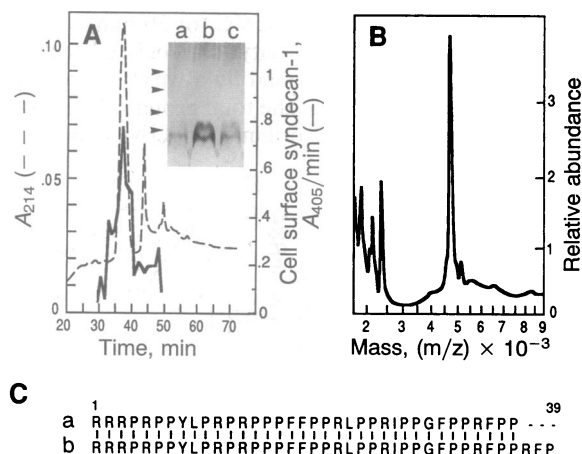 A
a b c
.10
.05
0
A214 (— — —)
1
.8
.6
.4
.2
0
Cell surface syndecan-1,
A405/min (—)
20 30 40 50 60 70
Time, min
B
3
2
1
0
Relative abundance
2 3 4 5 6 7 8 9
Mass, (m/z) × 10⁻³
C
1 39
a RRRPRPPYLPRPRPPPFFPPRLPPRIPPGFPPRFPP - - -
b RRRPRPPYLPRPRPPPFFPPRLPPRIPPGFPPRFPPRFP